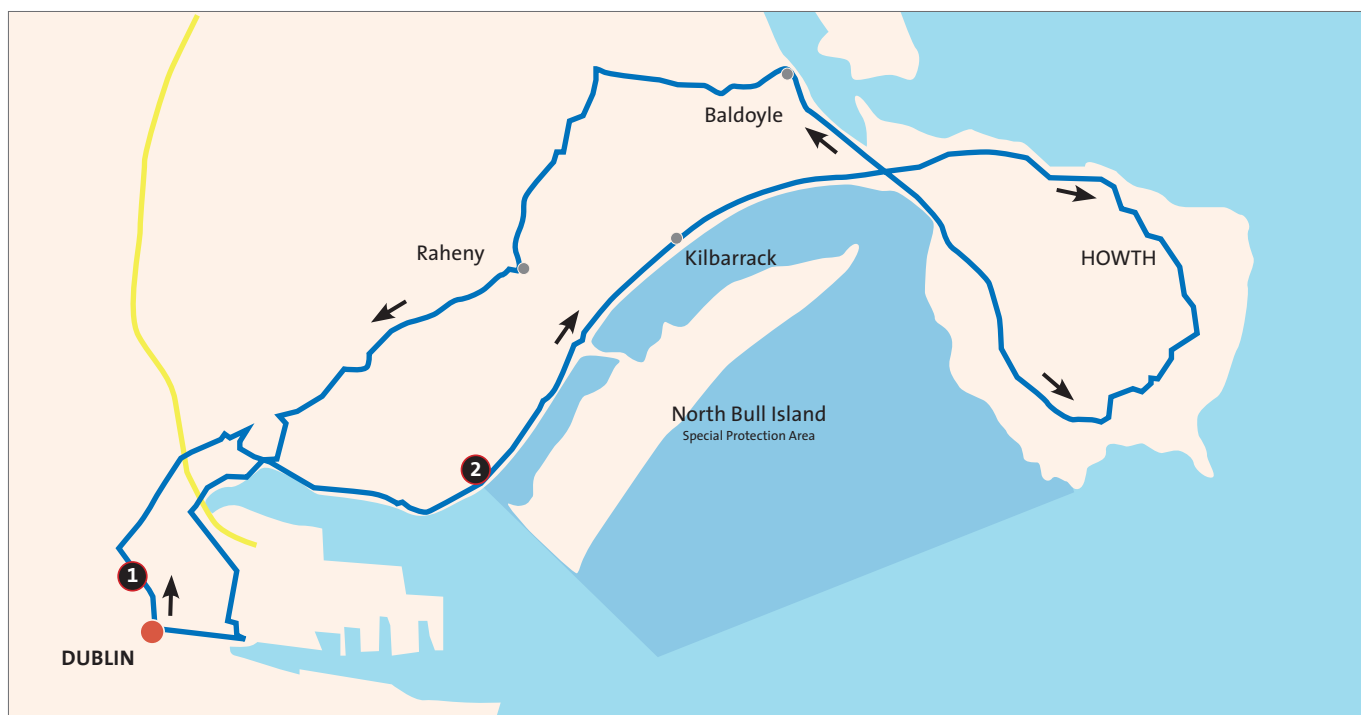 Baldoyle
Raheny
Kilbarrack
HOWTH
North Bull Island
Special Protection Area
2
1
DUBLIN